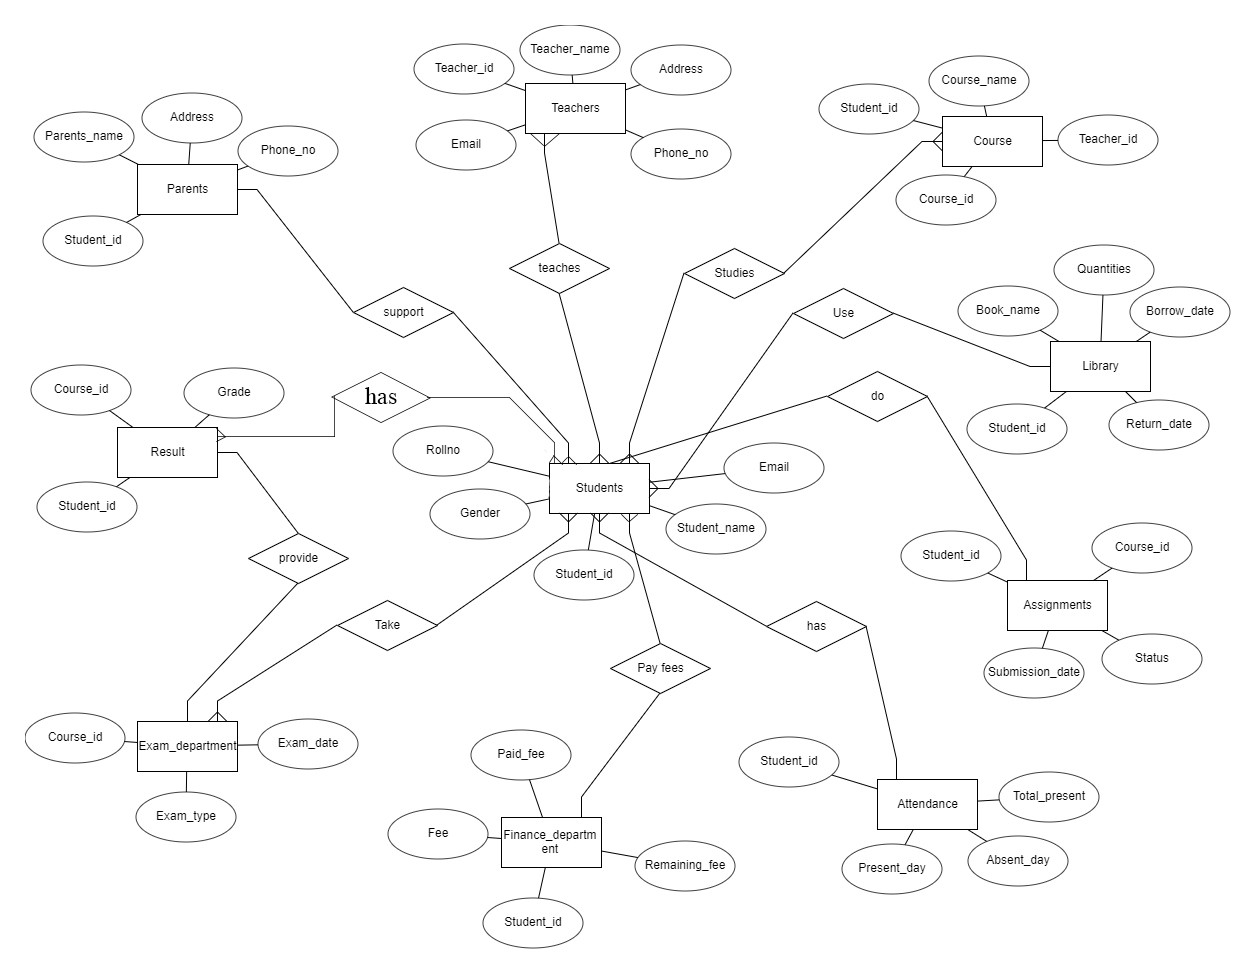 Teacher_name
Teacher_id
Address
Teachers
Email
Phone_no
Course_name
Student_id
Course
Teacher_id
Course_id
Address
Parents_name
Phone_no
Parents
Student_id
teaches
Studies
support
Use
Quantities
Book_name
Borrow_date
Library
Student_id
Return_date
Course_id
Grade
has
do
Result
Student_id
Rollno
Gender
Students
Email
Student_name
Student_id
provide
Take
Pay fees
has
Student_id
Course_id
Assignments
Submission_date
Status
Course_id
Exam_department
Exam_date
Exam_type
Paid_fee
Fee
Finance_departm
ent
Remaining_fee
Student_id
Student_id
Attendance
Total_present
Present_day
Absent_day